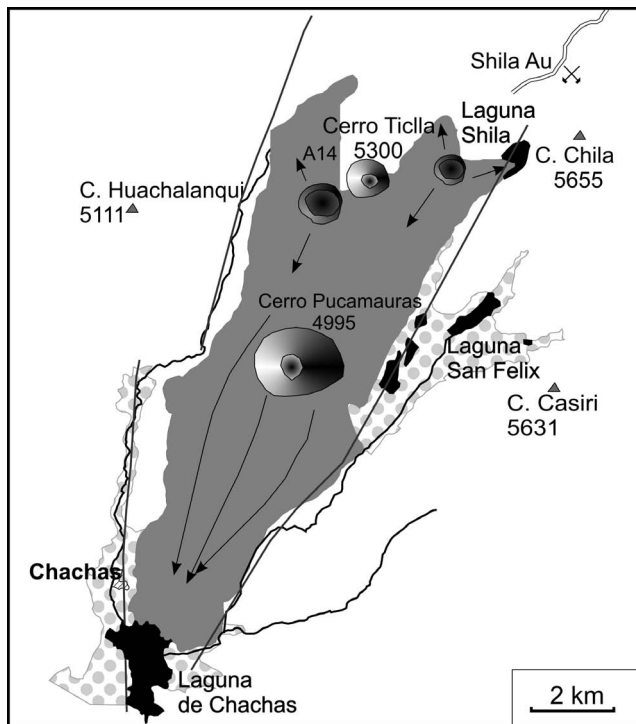 Shila Au
Laguna
Shila
Cerro Ticlla
5300
A14
C. Chila
5655
C. Huachalanqui
5111
Cerro Pucamauras
4995
Laguna
San Felix
C. Casiri
5631
Chachas
Laguna
de Chachas
2 km